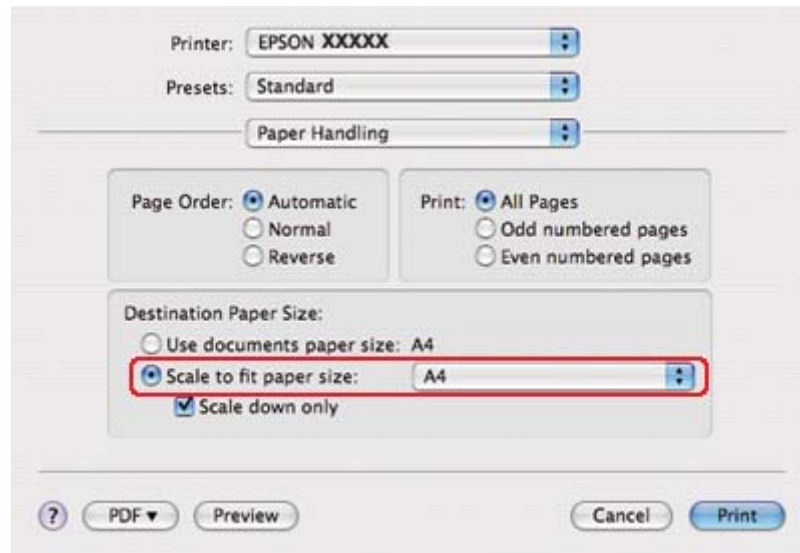 Printer: EPSON XXXXX
Presets: Standard
Paper Handling
Page Order: Automatic
Normal
Reverse
Print: All Pages
Odd numbered pages
Even numbered pages
Destination Paper Size:
Use documents paper size: A4
Scale to fit paper size: A4
Scale down only
? PDF▼ Preview Cancel Print